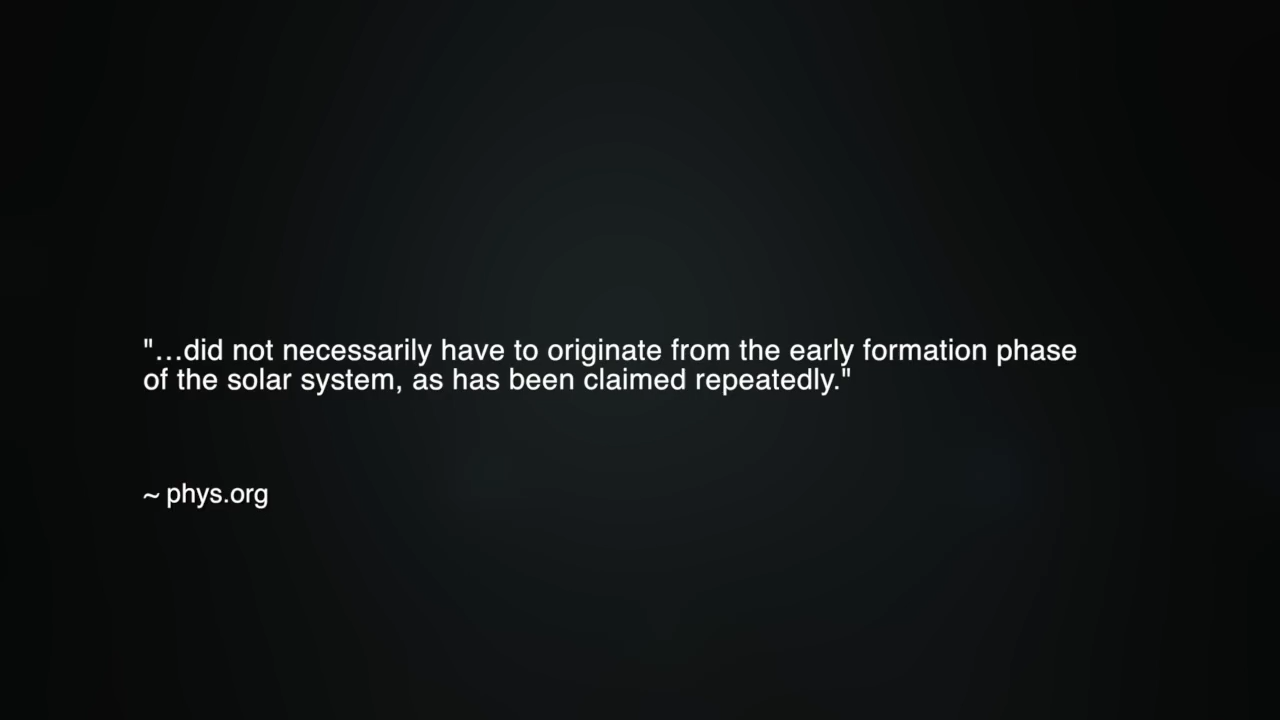 "…did not necessarily have to originate from the early formation phase
of the solar system, as has been claimed repeatedly."
~ phys.org